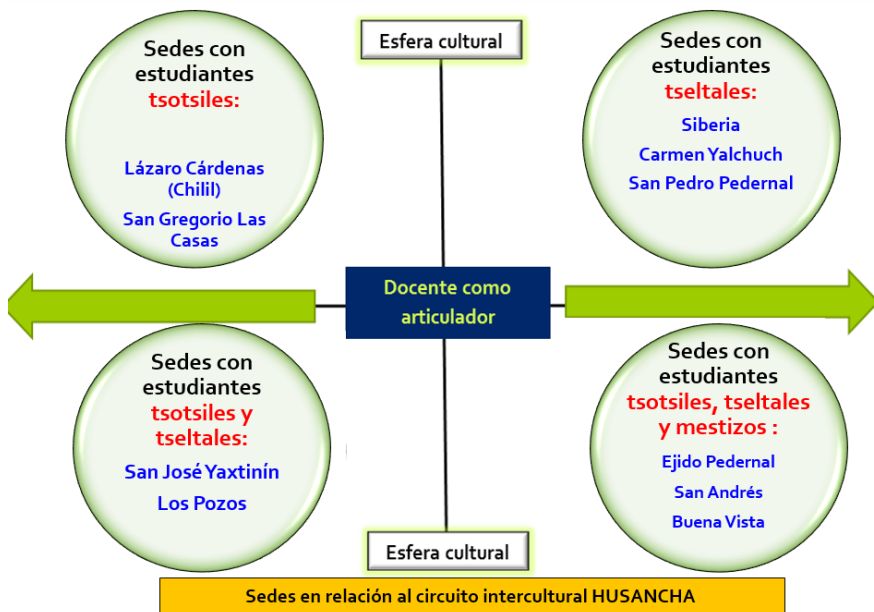 Esfera cultural
Sedes con
estudiantes
tsotsiles:
Lázaro Cárdenas
(Chilil)
San Gregorio Las
Casas
Sedes con
estudiantes
tseltales:
Siberia
Carmen Yalchuch
San Pedro Pedernal
Docente como
articulador
Sedes con
estudiantes
tsotsiles y
tseltales:
San José Yaxtinín
Los Pozos
Sedes con
estudiantes
tsotsiles, tseltales
y mestizos :
Ejido Pedernal
San Andrés
Buena Vista
Esfera cultural
Sedes en relación al circuito intercultural HUSANCHA